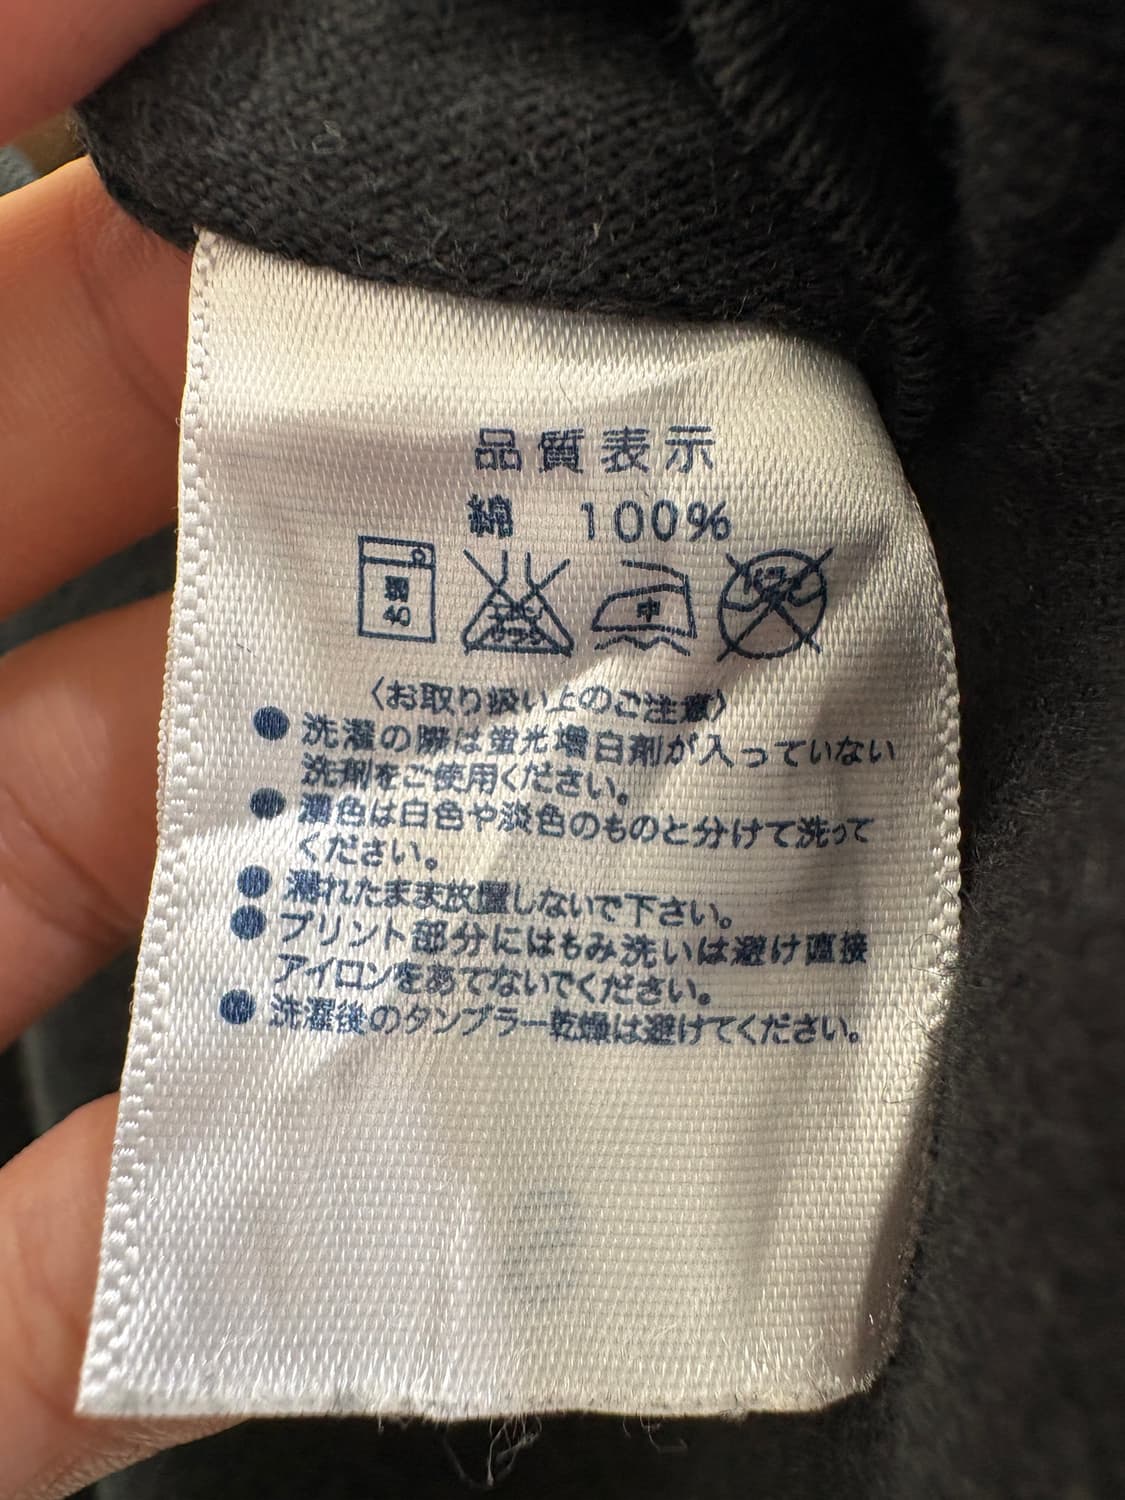 品質表示
綿 100%
40
中
〈お取り扱い上のご注意〉
●洗濯の際は蛍光増白剤が入っていない
洗剤をご使用ください。
●濃色は白色や淡色のものと分けて洗って
ください。
●濡れたまま放置しないで下さい。
●プリント部分にはもみ洗いは避け直接
アイロンをあてないでください。
●洗濯後のタンブラー乾燥は避けてください。